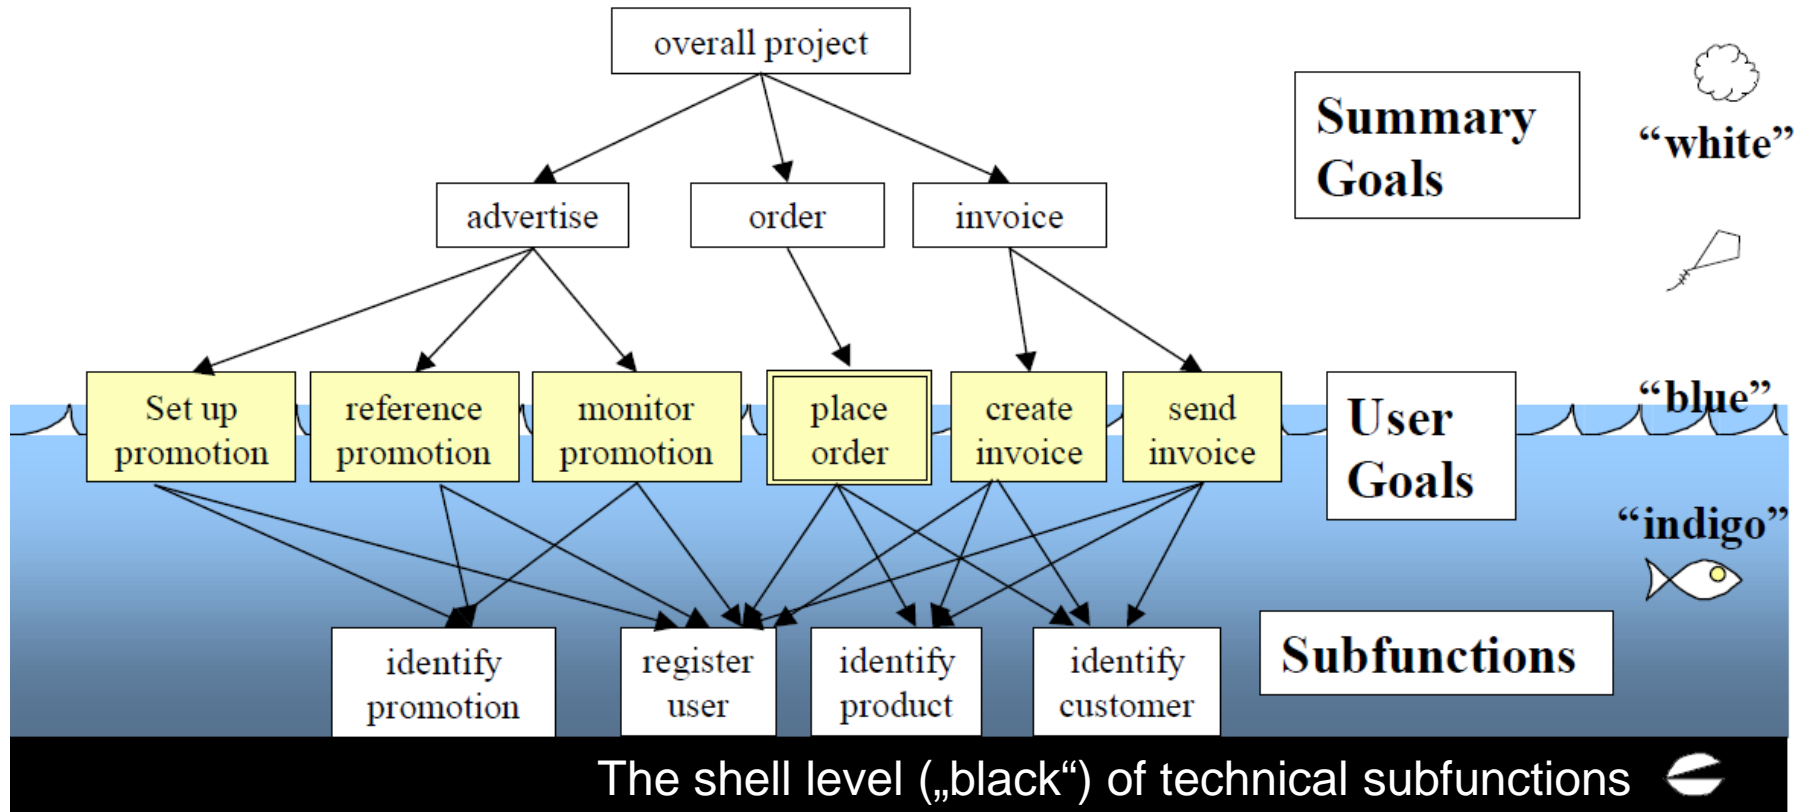 overall project
Summary
Goals
“white”
advertise
order
invoice
Set up
promotion
reference
promotion
monitor
promotion
place
order
create
invoice
send
invoice
User
Goals
“blue”
“indigo”
identify
promotion
register
user
identify
product
identify
customer
Subfunctions
The shell level („black“) of technical subfunctions